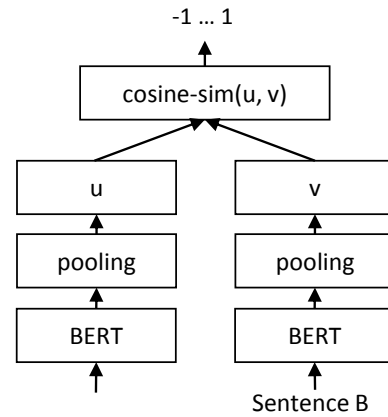 -1 … 1
cosine-sim(u, v)
u v
pooling pooling
BERT BERT
Sentence B